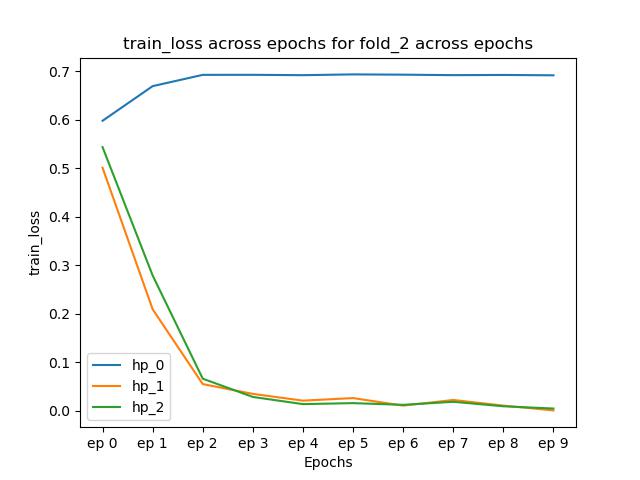 train_loss across epochs for fold_2 across epochs
train_loss
0.7
0.6
0.5
0.4
0.3
0.2
0.1
0.0
hp_0
hp_1
hp_2
ep 0 ep 1 ep 2 ep 3 ep 4 ep 5 ep 6 ep 7 ep 8 ep 9
Epochs